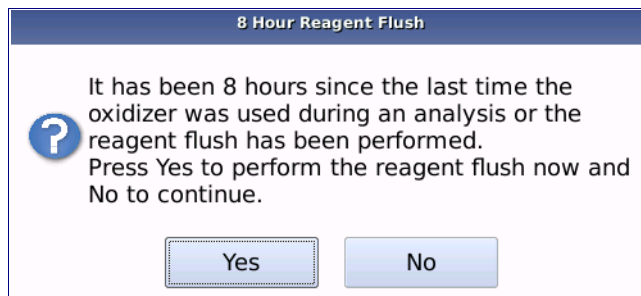 8 Hour Reagent Flush
It has been 8 hours since the last time the
oxidizer was used during an analysis or the
reagent flush has been performed.
Press Yes to perform the reagent flush now and
No to continue.
Yes No